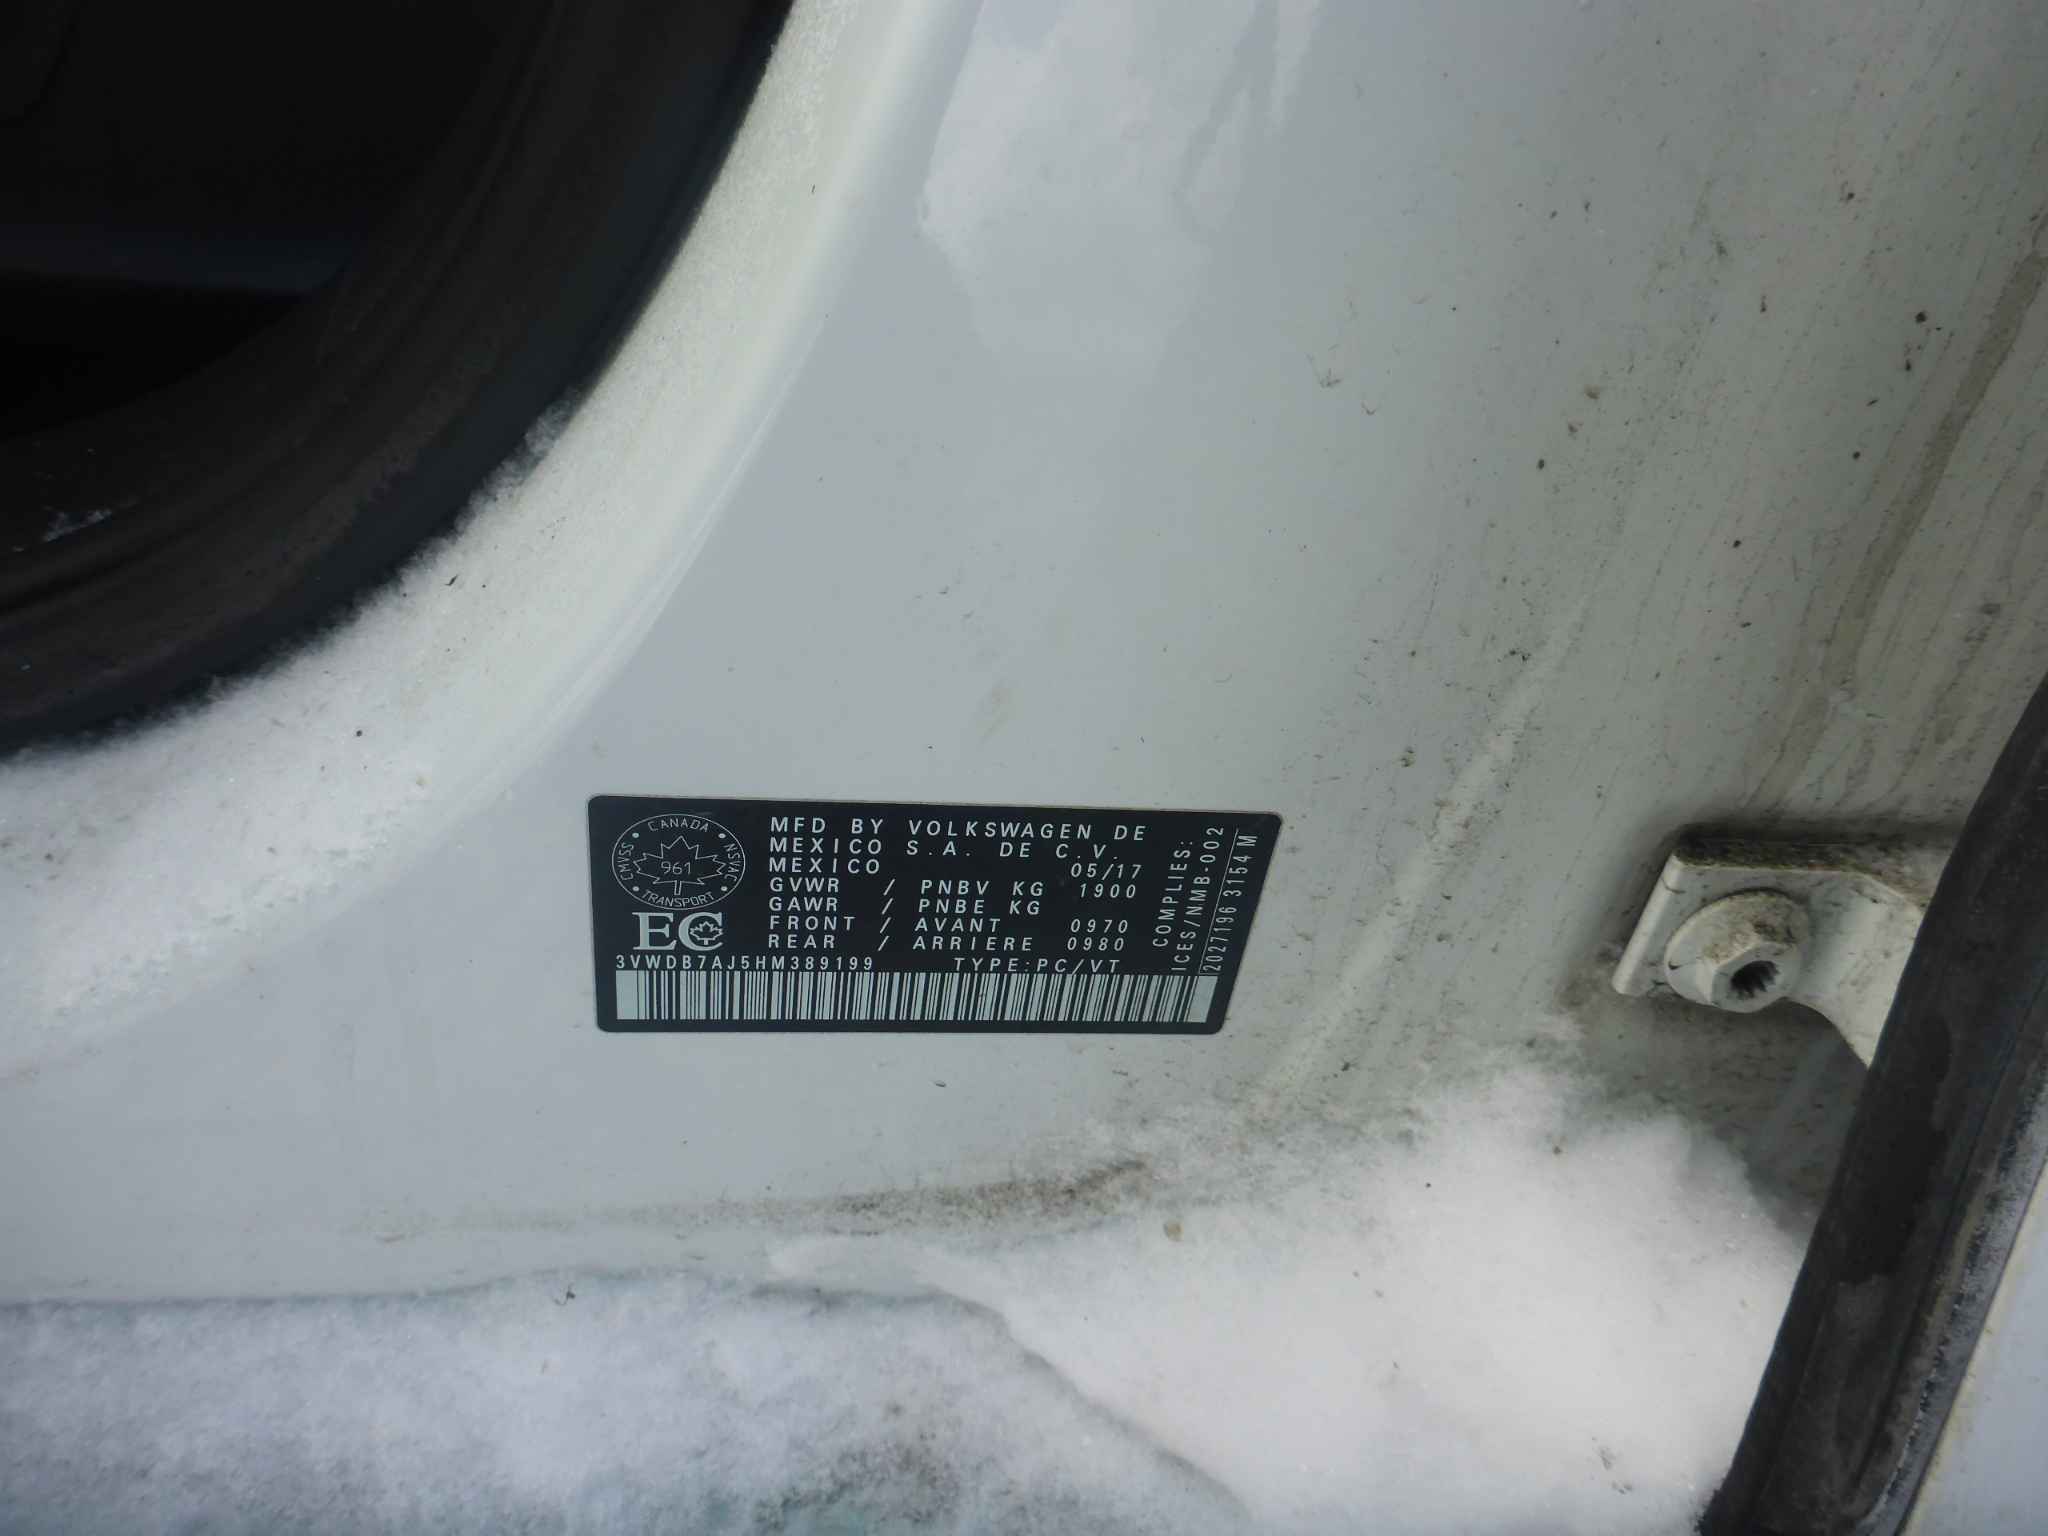 CANADA
CMVSS
NSVAC
961
TRANSPORT
EC
MFD BY VOLKSWAGEN DE
MEXICO S.A. DE C.V.
MEXICO 05/17
GVWR / PNBV KG 1900
GAWR / PNBE KG
FRONT / AVANT 0970
REAR / ARRIERE 0980
3VWDB7AJ5HM389199 TYPE:PC/VT
COMPLIES:
ICES/NMB-002
2027196 3154 M